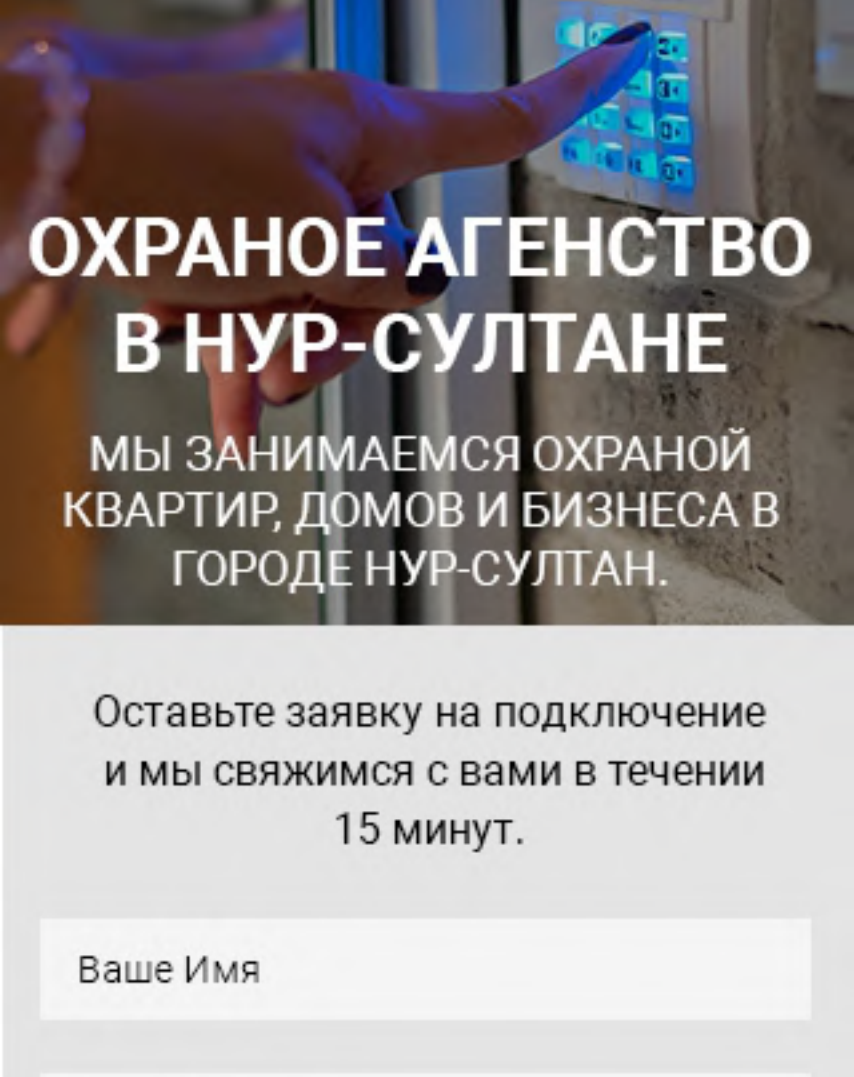 ОХРАНОЕ АГЕНСТВО
В НУР-СУЛТАНЕ
МЫ ЗАНИМАЕМСЯ ОХРАНОЙ
КВАРТИР, ДОМОВ И БИЗНЕСА В
ГОРОДЕ НУР-СУЛТАН.
Оставьте заявку на подключение
и мы свяжимся с вами в течении
15 минут.
Ваше Имя